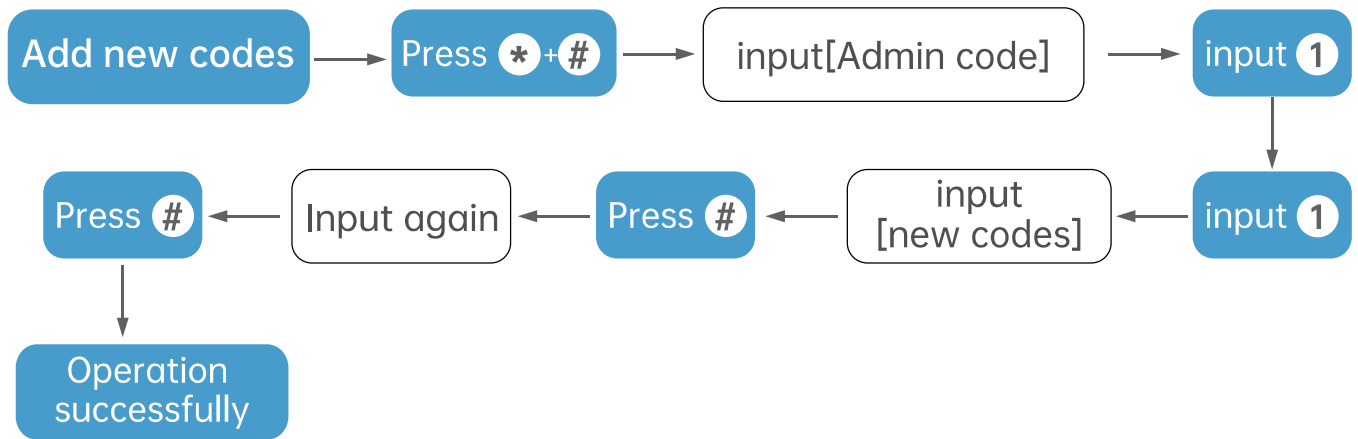 Add new codes
Press * + #
input[Admin code]
input 1
input 1
input
[new codes]
Press #
Input again
Press #
Operation
successfully